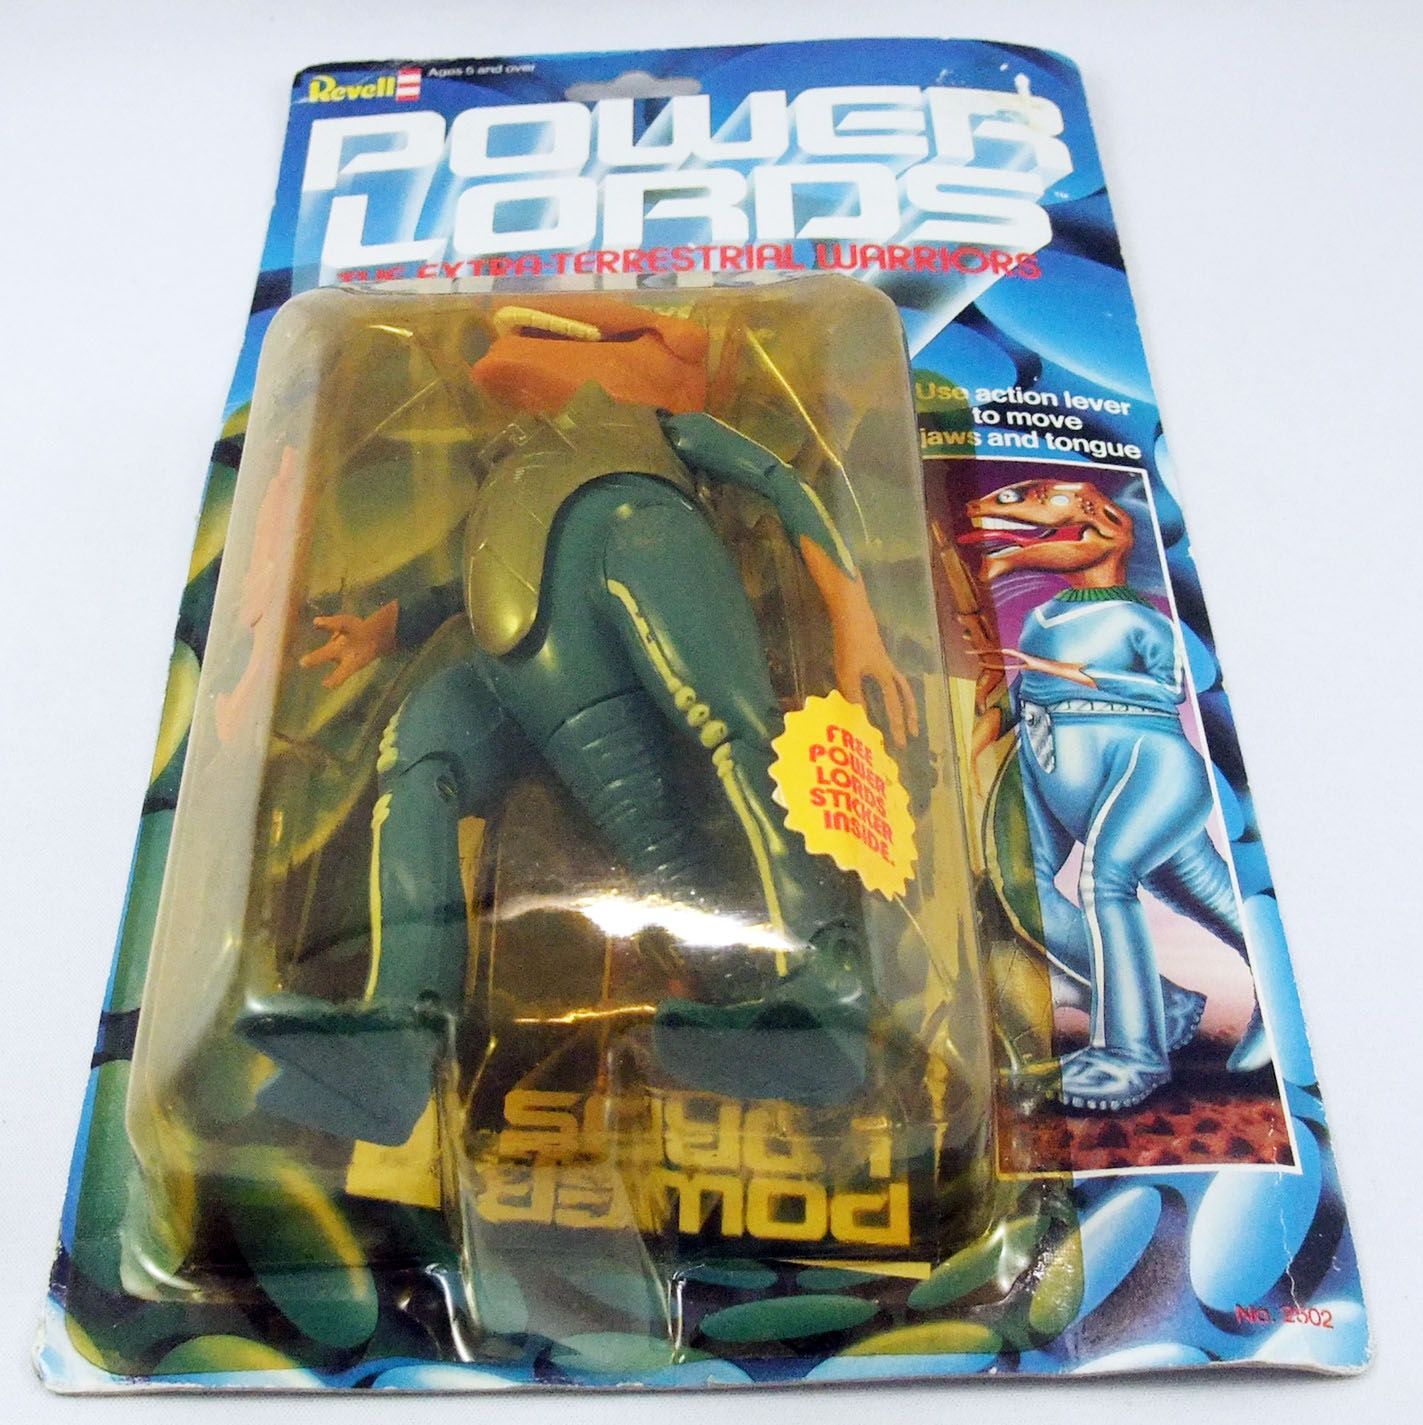 Revell
Ages 5 and over
POWER
LORDS
THE EXTRA-TERRESTRIAL WARRIORS
Use action lever
to move
jaws and tongue
FREE
POWER
LORDS
STICKER
INSIDE.
POWER
LORDS
No. 2502